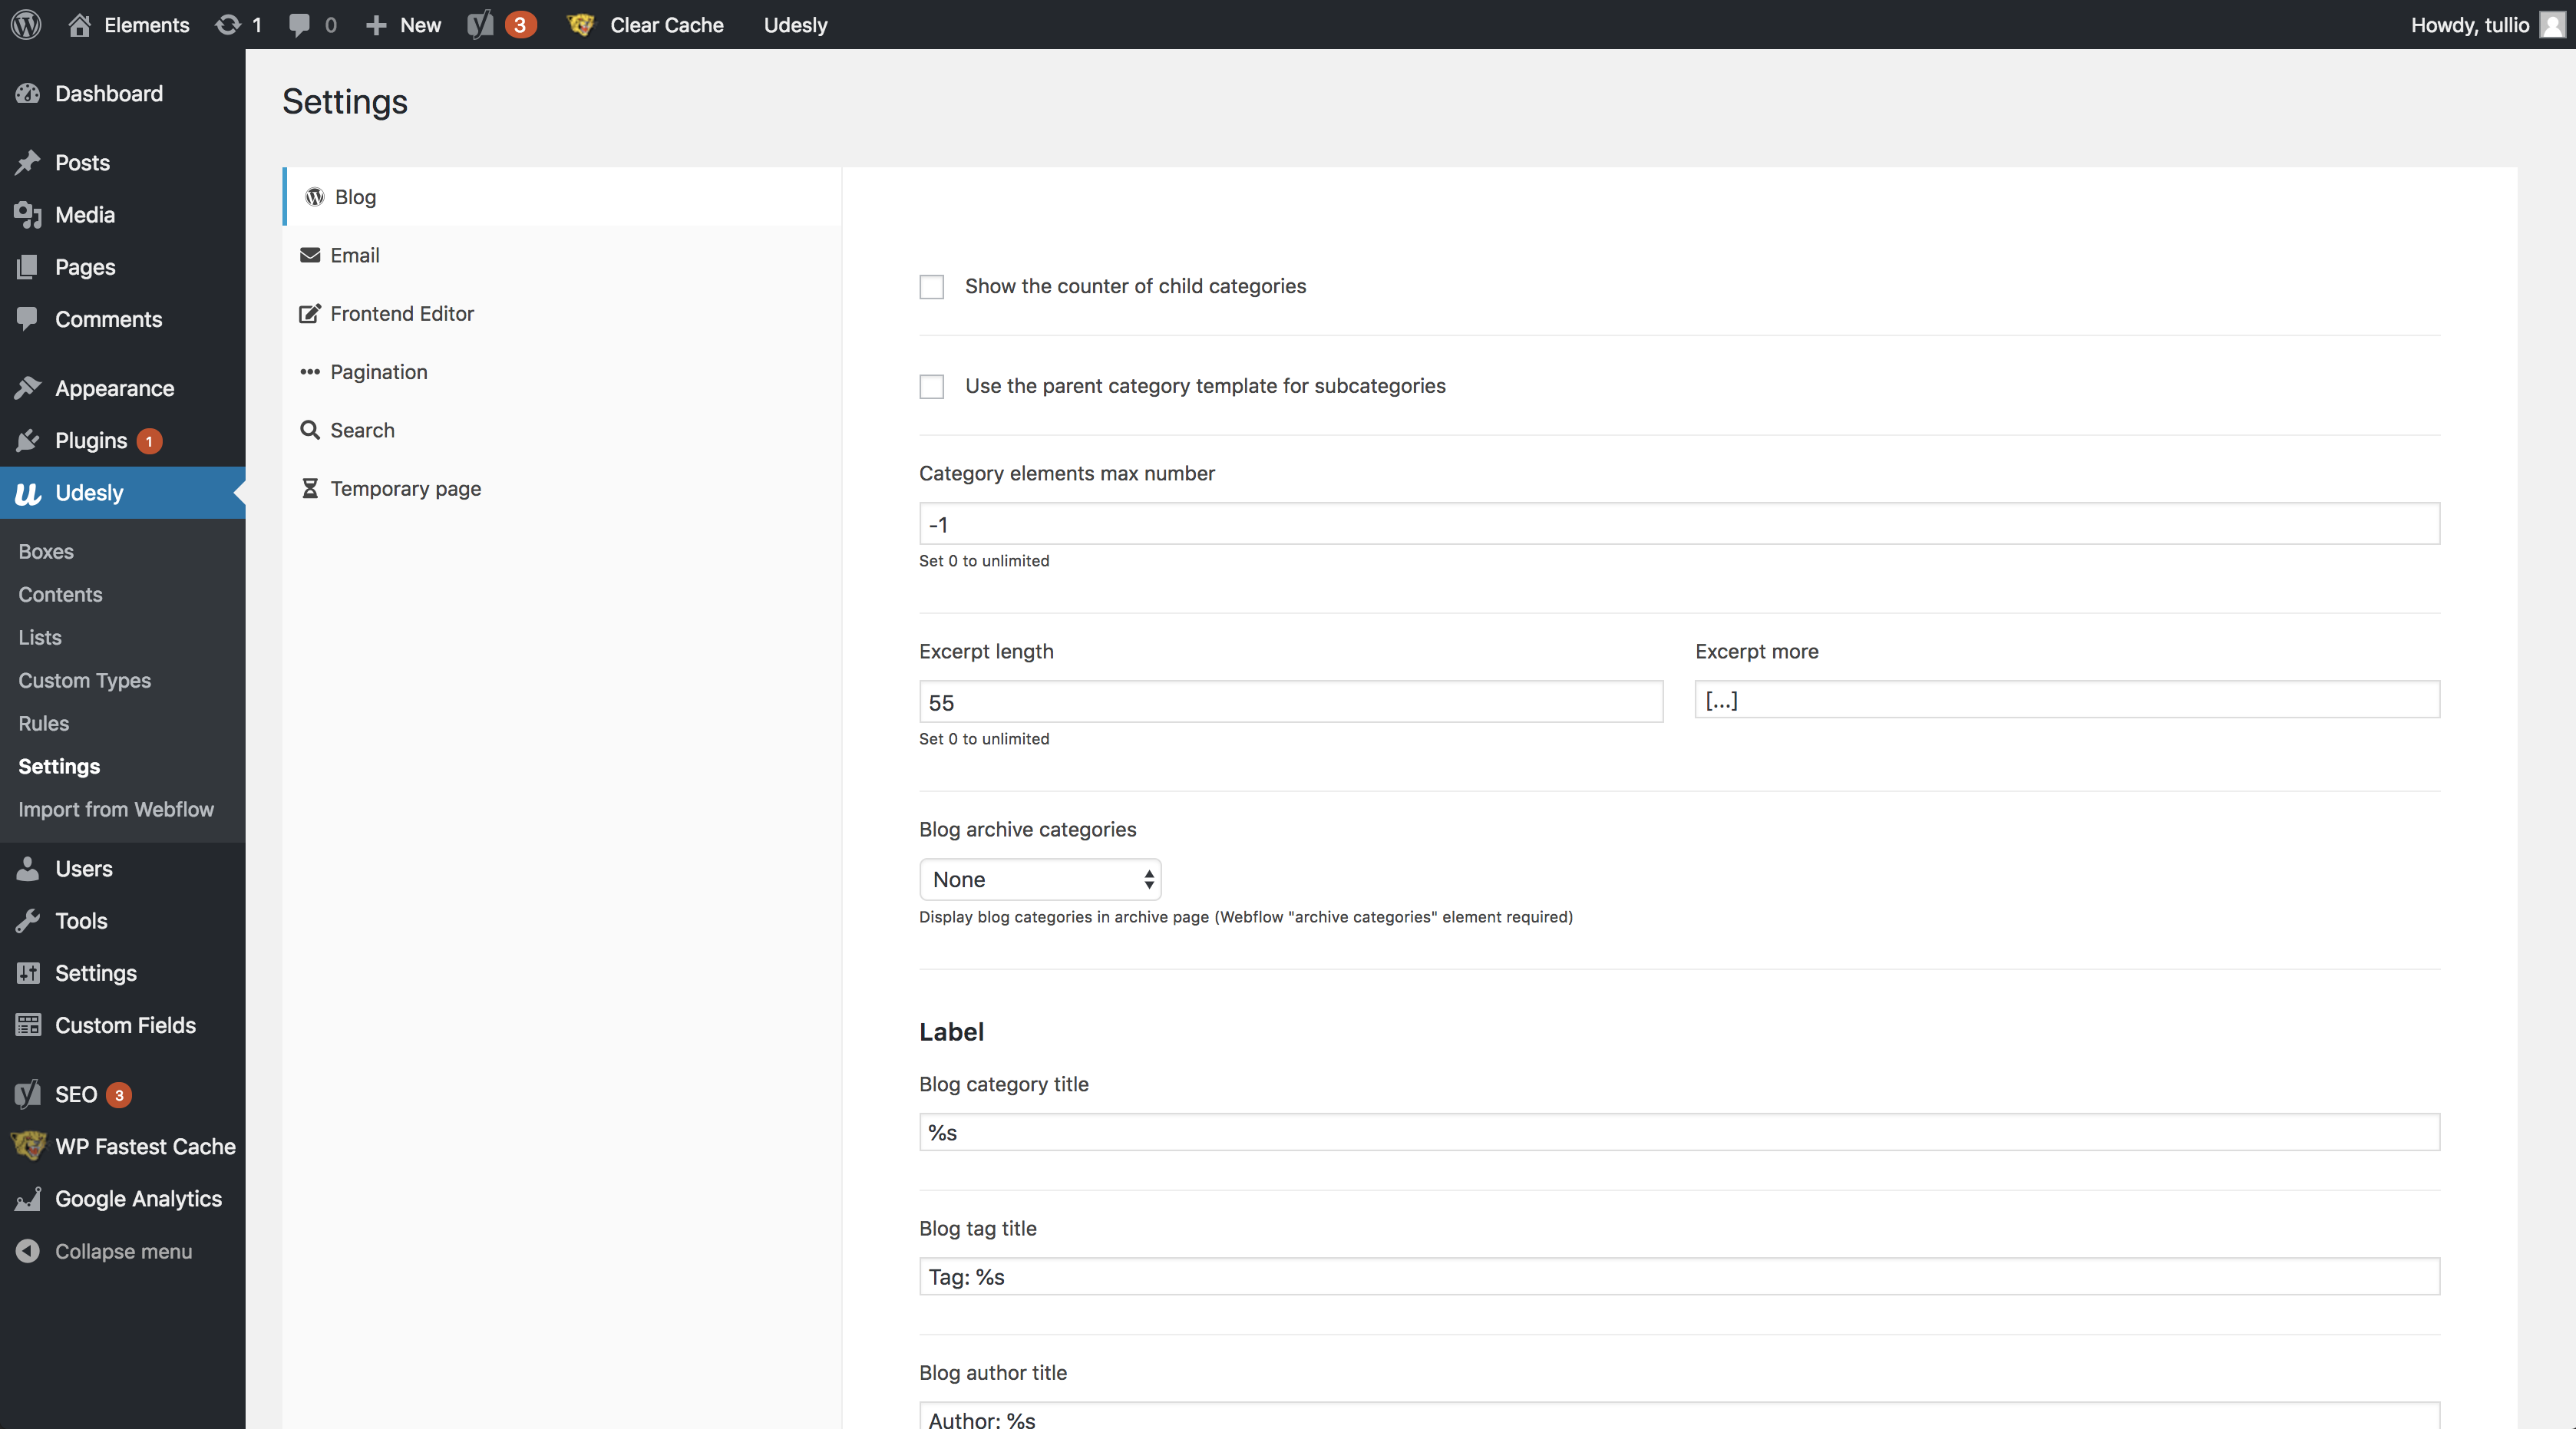 Elements 1 0 New 3 Clear Cache Udesly Howdy, tullio
Dashboard
Posts
Media
Pages
Comments
Appearance
Plugins 1
Udesly
Boxes
Contents
Lists
Custom Types
Rules
Settings
Import from Webflow
Users
Tools
Settings
Custom Fields
SEO 3
WP Fastest Cache
Google Analytics
Collapse menu
Settings
Blog
Email
Frontend Editor
Pagination
Search
Temporary page
Show the counter of child categories
Use the parent category template for subcategories
Category elements max number
-1
Set 0 to unlimited
Excerpt length
55
Set 0 to unlimited
Excerpt more
[...]
Blog archive categories
None
Display blog categories in archive page (Webflow "archive categories" element required)
Label
Blog category title
%s
Blog tag title
Tag: %s
Blog author title
Author: %s